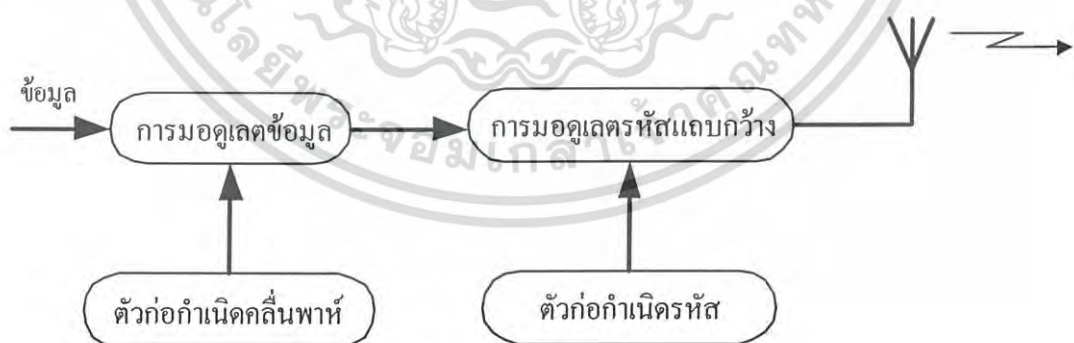 ข้อมูล
การมอดูเลตข้อมูล
การมอดูเลตรหัสแถบกว้าง
ตัวก่อกำเนิดคลื่นพาห์
ตัวก่อกำเนิดรหัส